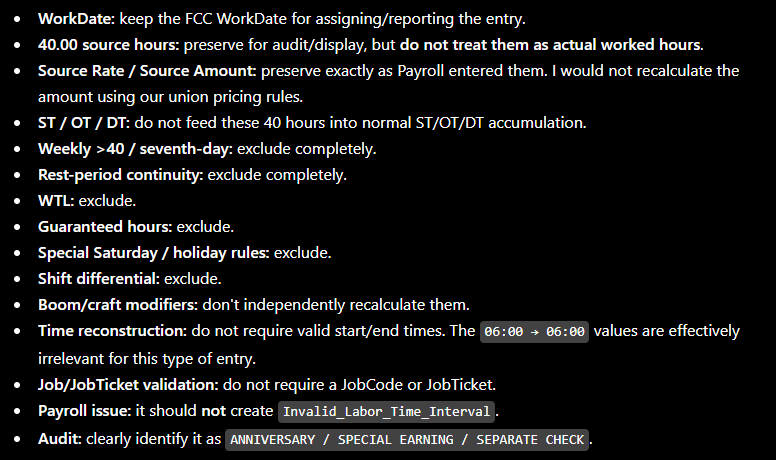 • WorkDate: keep the FCC WorkDate for assigning/reporting the entry.
• 40.00 source hours: preserve for audit/display, but do not treat them as actual worked hours.
• Source Rate / Source Amount: preserve exactly as Payroll entered them. I would not recalculate the
amount using our union pricing rules.
• ST / OT / DT: do not feed these 40 hours into normal ST/OT/DT accumulation.
• Weekly >40 / seventh-day: exclude completely.
• Rest-period continuity: exclude completely.
• WTL: exclude.
• Guaranteed hours: exclude.
• Special Saturday / holiday rules: exclude.
• Shift differential: exclude.
• Boom/craft modifiers: don't independently recalculate them.
• Time reconstruction: do not require valid start/end times. The 06:00 → 06:00 values are effectively
irrelevant for this type of entry.
• Job/JobTicket validation: do not require a JobCode or JobTicket.
• Payroll issue: it should not create Invalid_Labor_Time_Interval.
• Audit: clearly identify it as ANNIVERSARY / SPECIAL EARNING / SEPARATE CHECK.